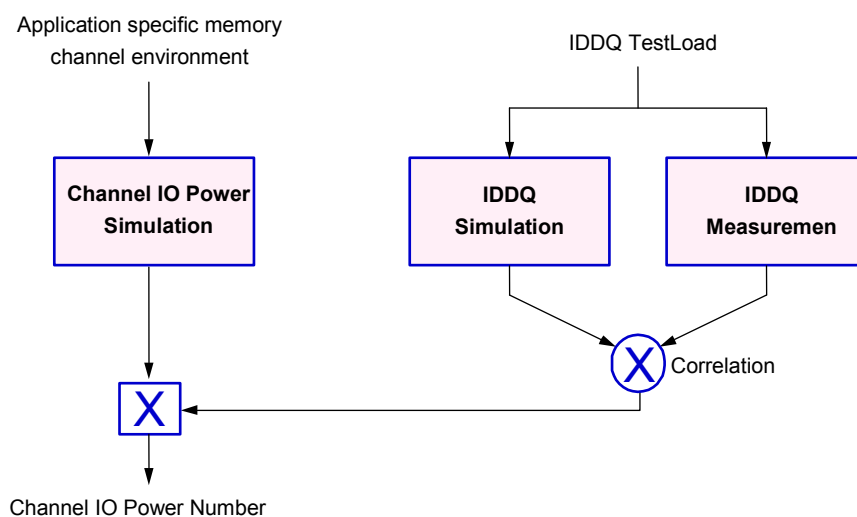 Application specific memory
channel environment
IDDQ TestLoad
Channel IO Power
Simulation
IDDQ
Simulation
IDDQ
Measuremen
X
Correlation
X
Channel IO Power Number